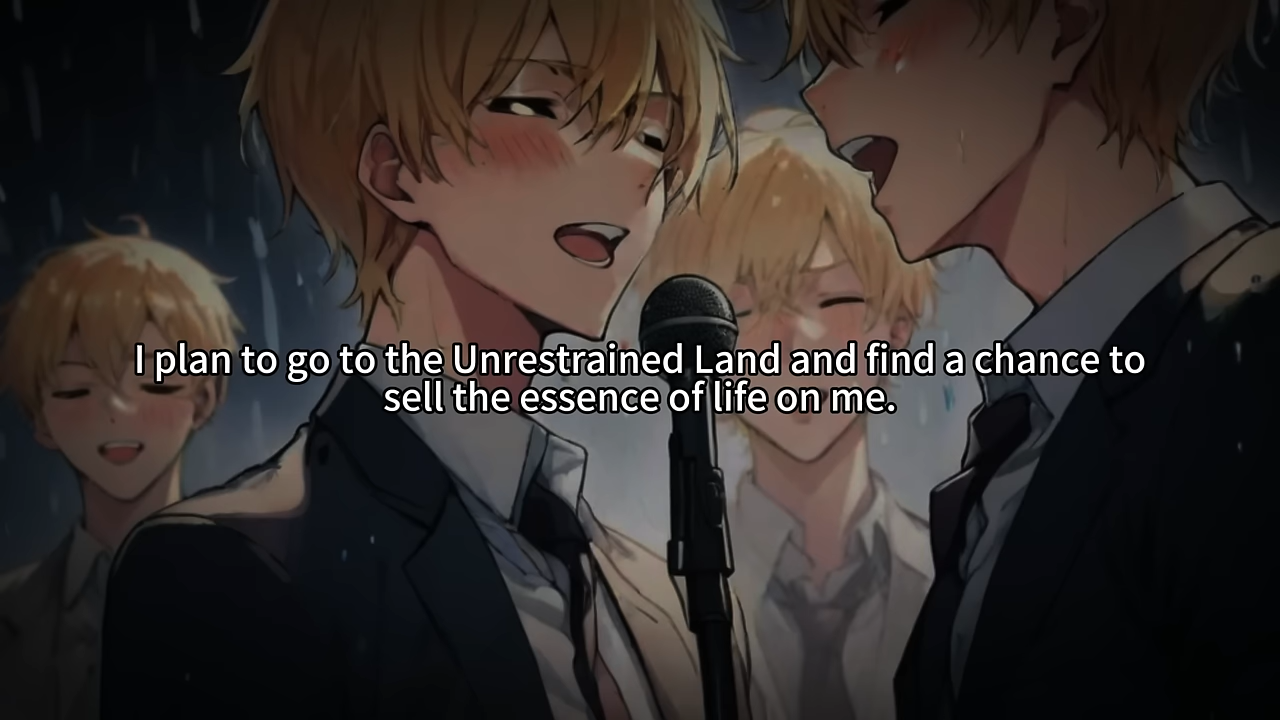 I plan to go to the Unrestrained Land and find a chance to
sell the essence of life on me.